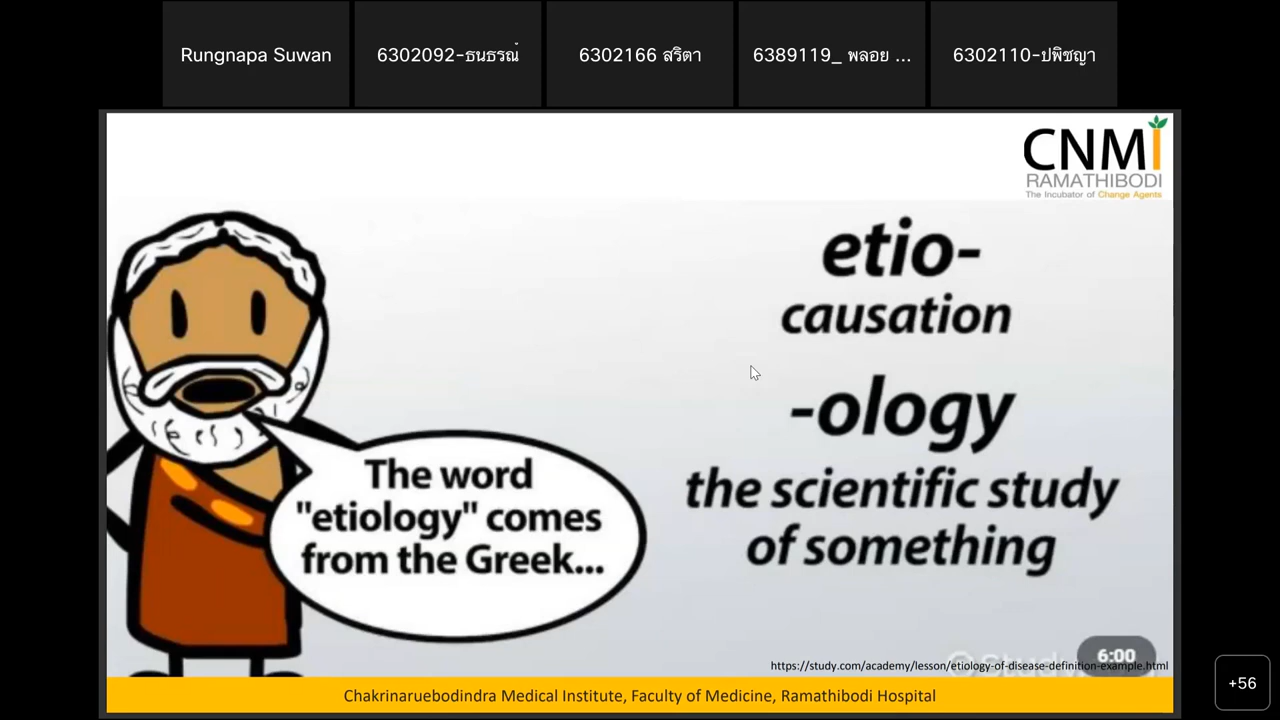 Rungnapa Suwan
6302092-ธนธรณ์
6302166 สริตา
6389119_ พลอย ...
6302110-ปพิชญา
CNMI
RAMATHIBODI
The Incubator of Change Agents
etio-
causation
-ology
the scientific study
of something
The word
"etiology" comes
from the Greek...
6:00
https://study.com/academy/lesson/etiology-of-disease-definition-example.html
Chakrinaruebodindra Medical Institute, Faculty of Medicine, Ramathibodi Hospital
+56